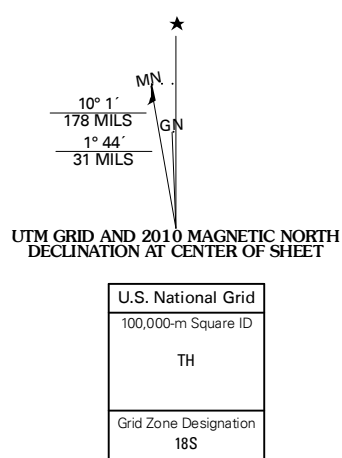 ★
MN
10° 1´
178 MILS
GN
1° 44´
31 MILS
UTM GRID AND 2010 MAGNETIC NORTH
DECLINATION AT CENTER OF SHEET
U.S. National Grid
100,000-m Square ID
TH
Grid Zone Designation
18S